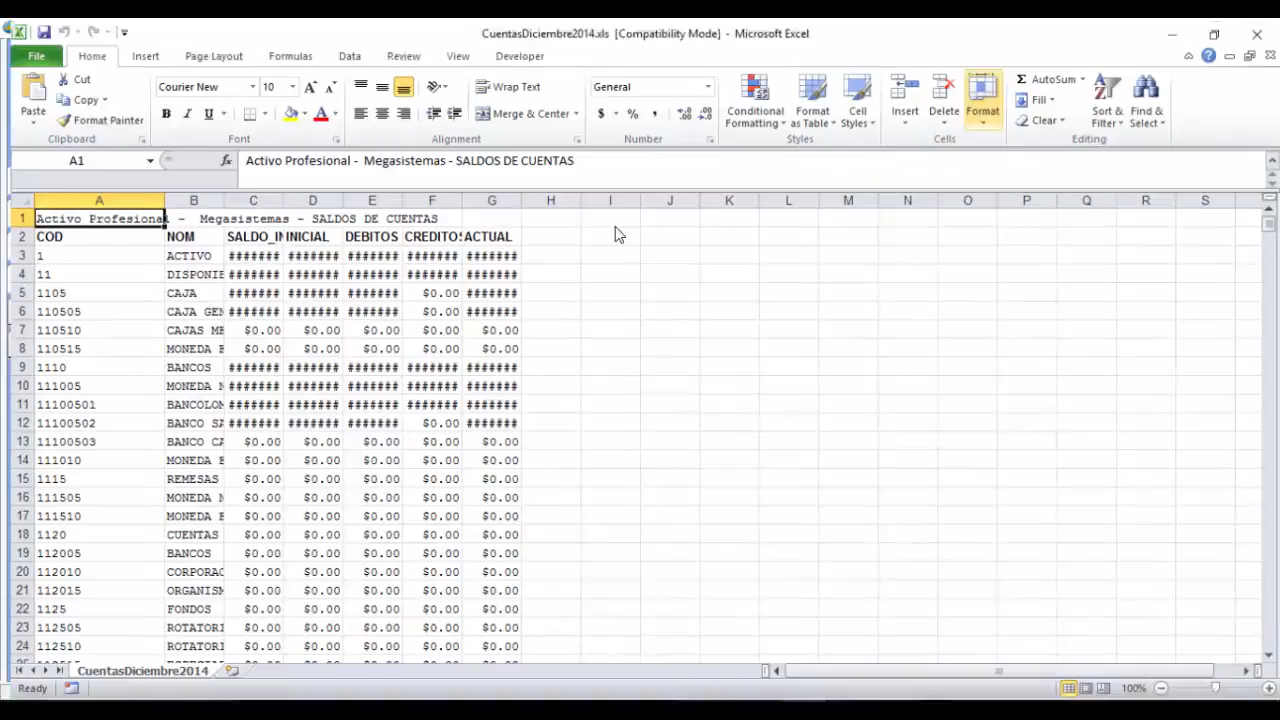 CuentasDiciembre2014.xls [Compatibility Mode] - Microsoft Excel
File Home Insert Page Layout Formulas Data Review View Developer
Cut Courier New 10 Wrap Text General AutoSum
Paste Copy Conditional Formatting Format as Table Cell Styles Insert Delete Format Fill Sort & Filter Find & Select
Format Painter B I U Merge & Center $ % , Clear
Clipboard Font Alignment Number Styles Cells Editing
A1 fx Activo Profesional - Megasistemas - SALDOS DE CUENTAS
A B C D E F G H I J K L M N O P Q R S
1 Activo Profesional - Megasistemas - SALDOS DE CUENTAS
2 COD NOM SALDO_IN INICIAL DEBITOS CREDITOS ACTUAL
3 1 ACTIVO ####### ####### ####### ####### #######
4 11 DISPONIE ####### ####### ####### ####### #######
5 1105 CAJA ####### ####### ####### $0.00 #######
6 110505 CAJA GEN ####### ####### ####### $0.00 #######
7 110510 CAJAS ME $0.00 $0.00 $0.00 $0.00 $0.00
8 110515 MONEDA E $0.00 $0.00 $0.00 $0.00 $0.00
9 1110 BANCOS ####### ####### ####### ####### #######
10 111005 MONEDA N ####### ####### ####### ####### #######
11 11100501 BANCOLOM ####### ####### ####### ####### #######
12 11100502 BANCO SA ####### ####### ####### $0.00 #######
13 11100503 BANCO CA $0.00 $0.00 $0.00 $0.00 $0.00
14 111010 MONEDA E $0.00 $0.00 $0.00 $0.00 $0.00
15 1115 REMESAS $0.00 $0.00 $0.00 $0.00 $0.00
16 111505 MONEDA N $0.00 $0.00 $0.00 $0.00 $0.00
17 111510 MONEDA E $0.00 $0.00 $0.00 $0.00 $0.00
18 1120 CUENTAS $0.00 $0.00 $0.00 $0.00 $0.00
19 112005 BANCOS $0.00 $0.00 $0.00 $0.00 $0.00
20 112010 CORPORAC $0.00 $0.00 $0.00 $0.00 $0.00
21 112015 ORGANISM $0.00 $0.00 $0.00 $0.00 $0.00
22 1125 FONDOS $0.00 $0.00 $0.00 $0.00 $0.00
23 112505 ROTATORI $0.00 $0.00 $0.00 $0.00 $0.00
24 112510 ROTATORI $0.00 $0.00 $0.00 $0.00 $0.00
CuentasDiciembre2014
Ready 100%